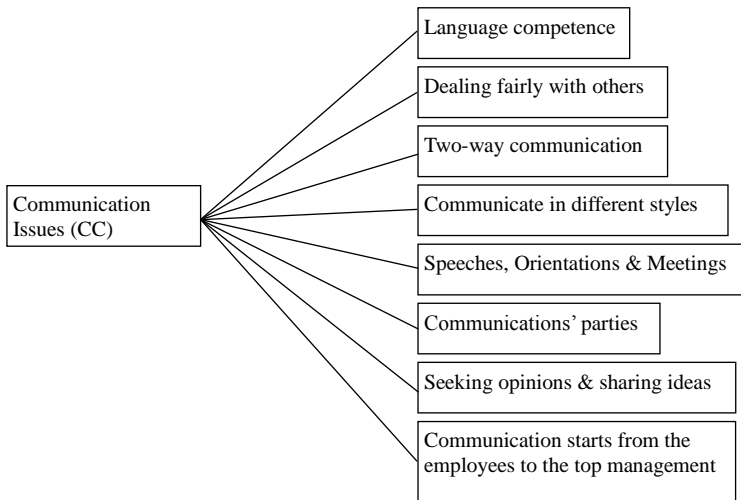 Language competence
Dealing fairly with others
Two-way communication
Communication
Issues (CC)
Communicate in different styles
Speeches, Orientations & Meetings
Communications’ parties
Seeking opinions & sharing ideas
Communication starts from the
employees to the top management